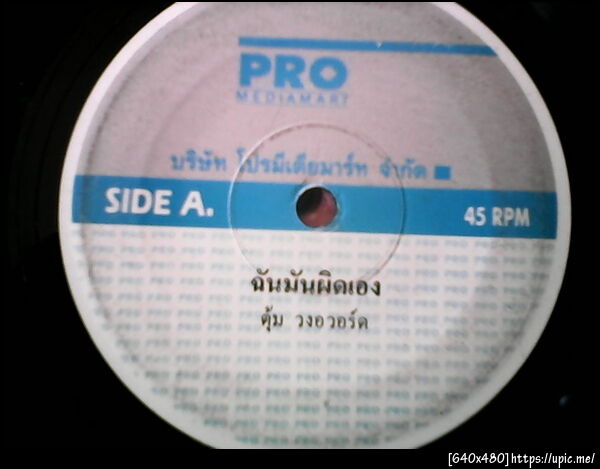 PRO
MEDIAMART
บริษัท โปรมีเดียมาร์ท จำกัด
SIDE A.
45 RPM
ฉันมันผิดเอง
ตุ้ม วงอวอร์ด
[640x480]https://upic.me/